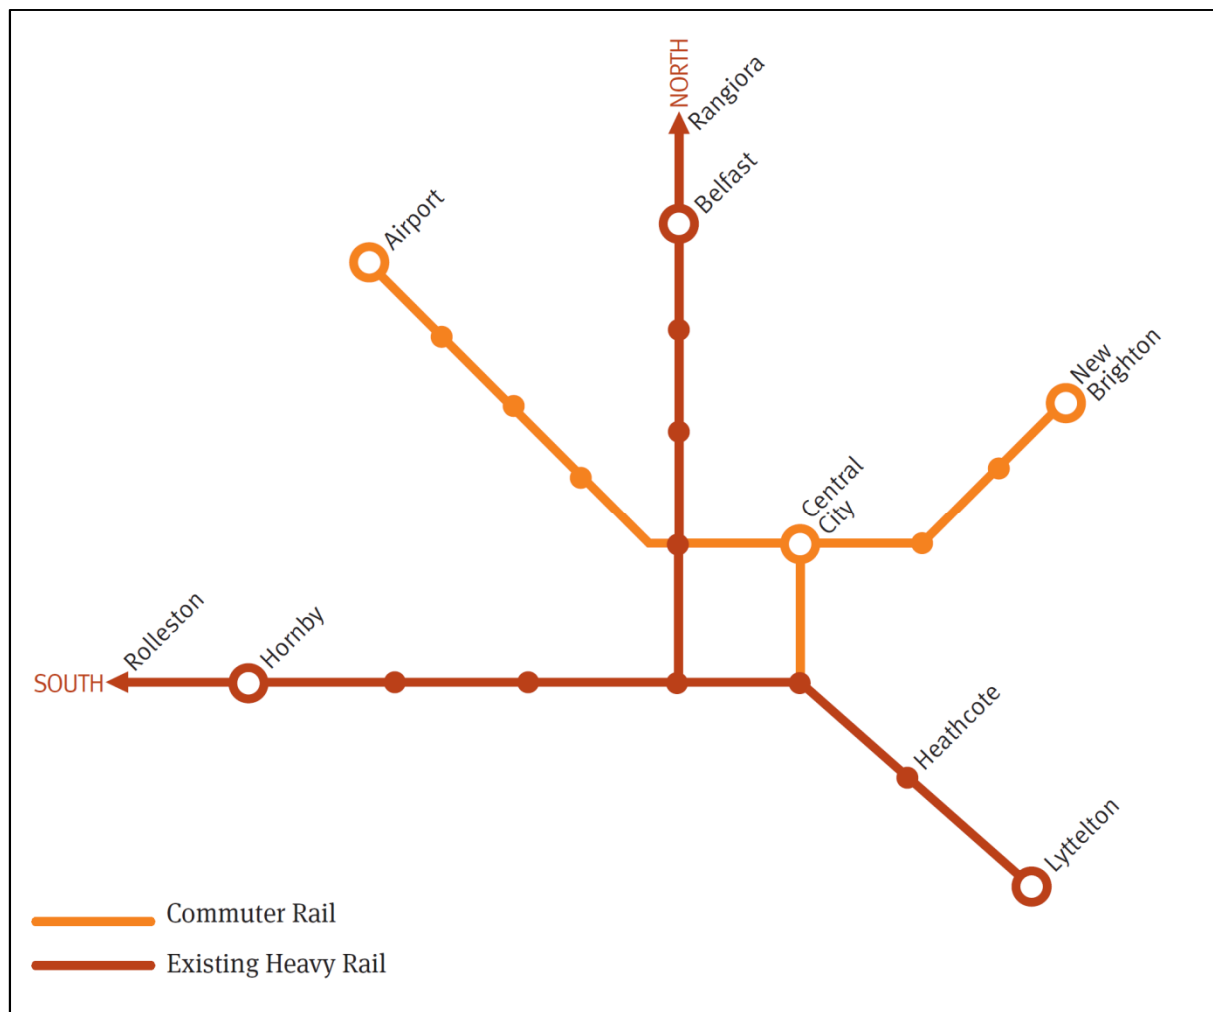 NORTH
Rangiora
Belfast
Airport
New
Brighton
Central
City
Rolleston
Hornby
SOUTH
Heathcote
Lyttelton
Commuter Rail
Existing Heavy Rail